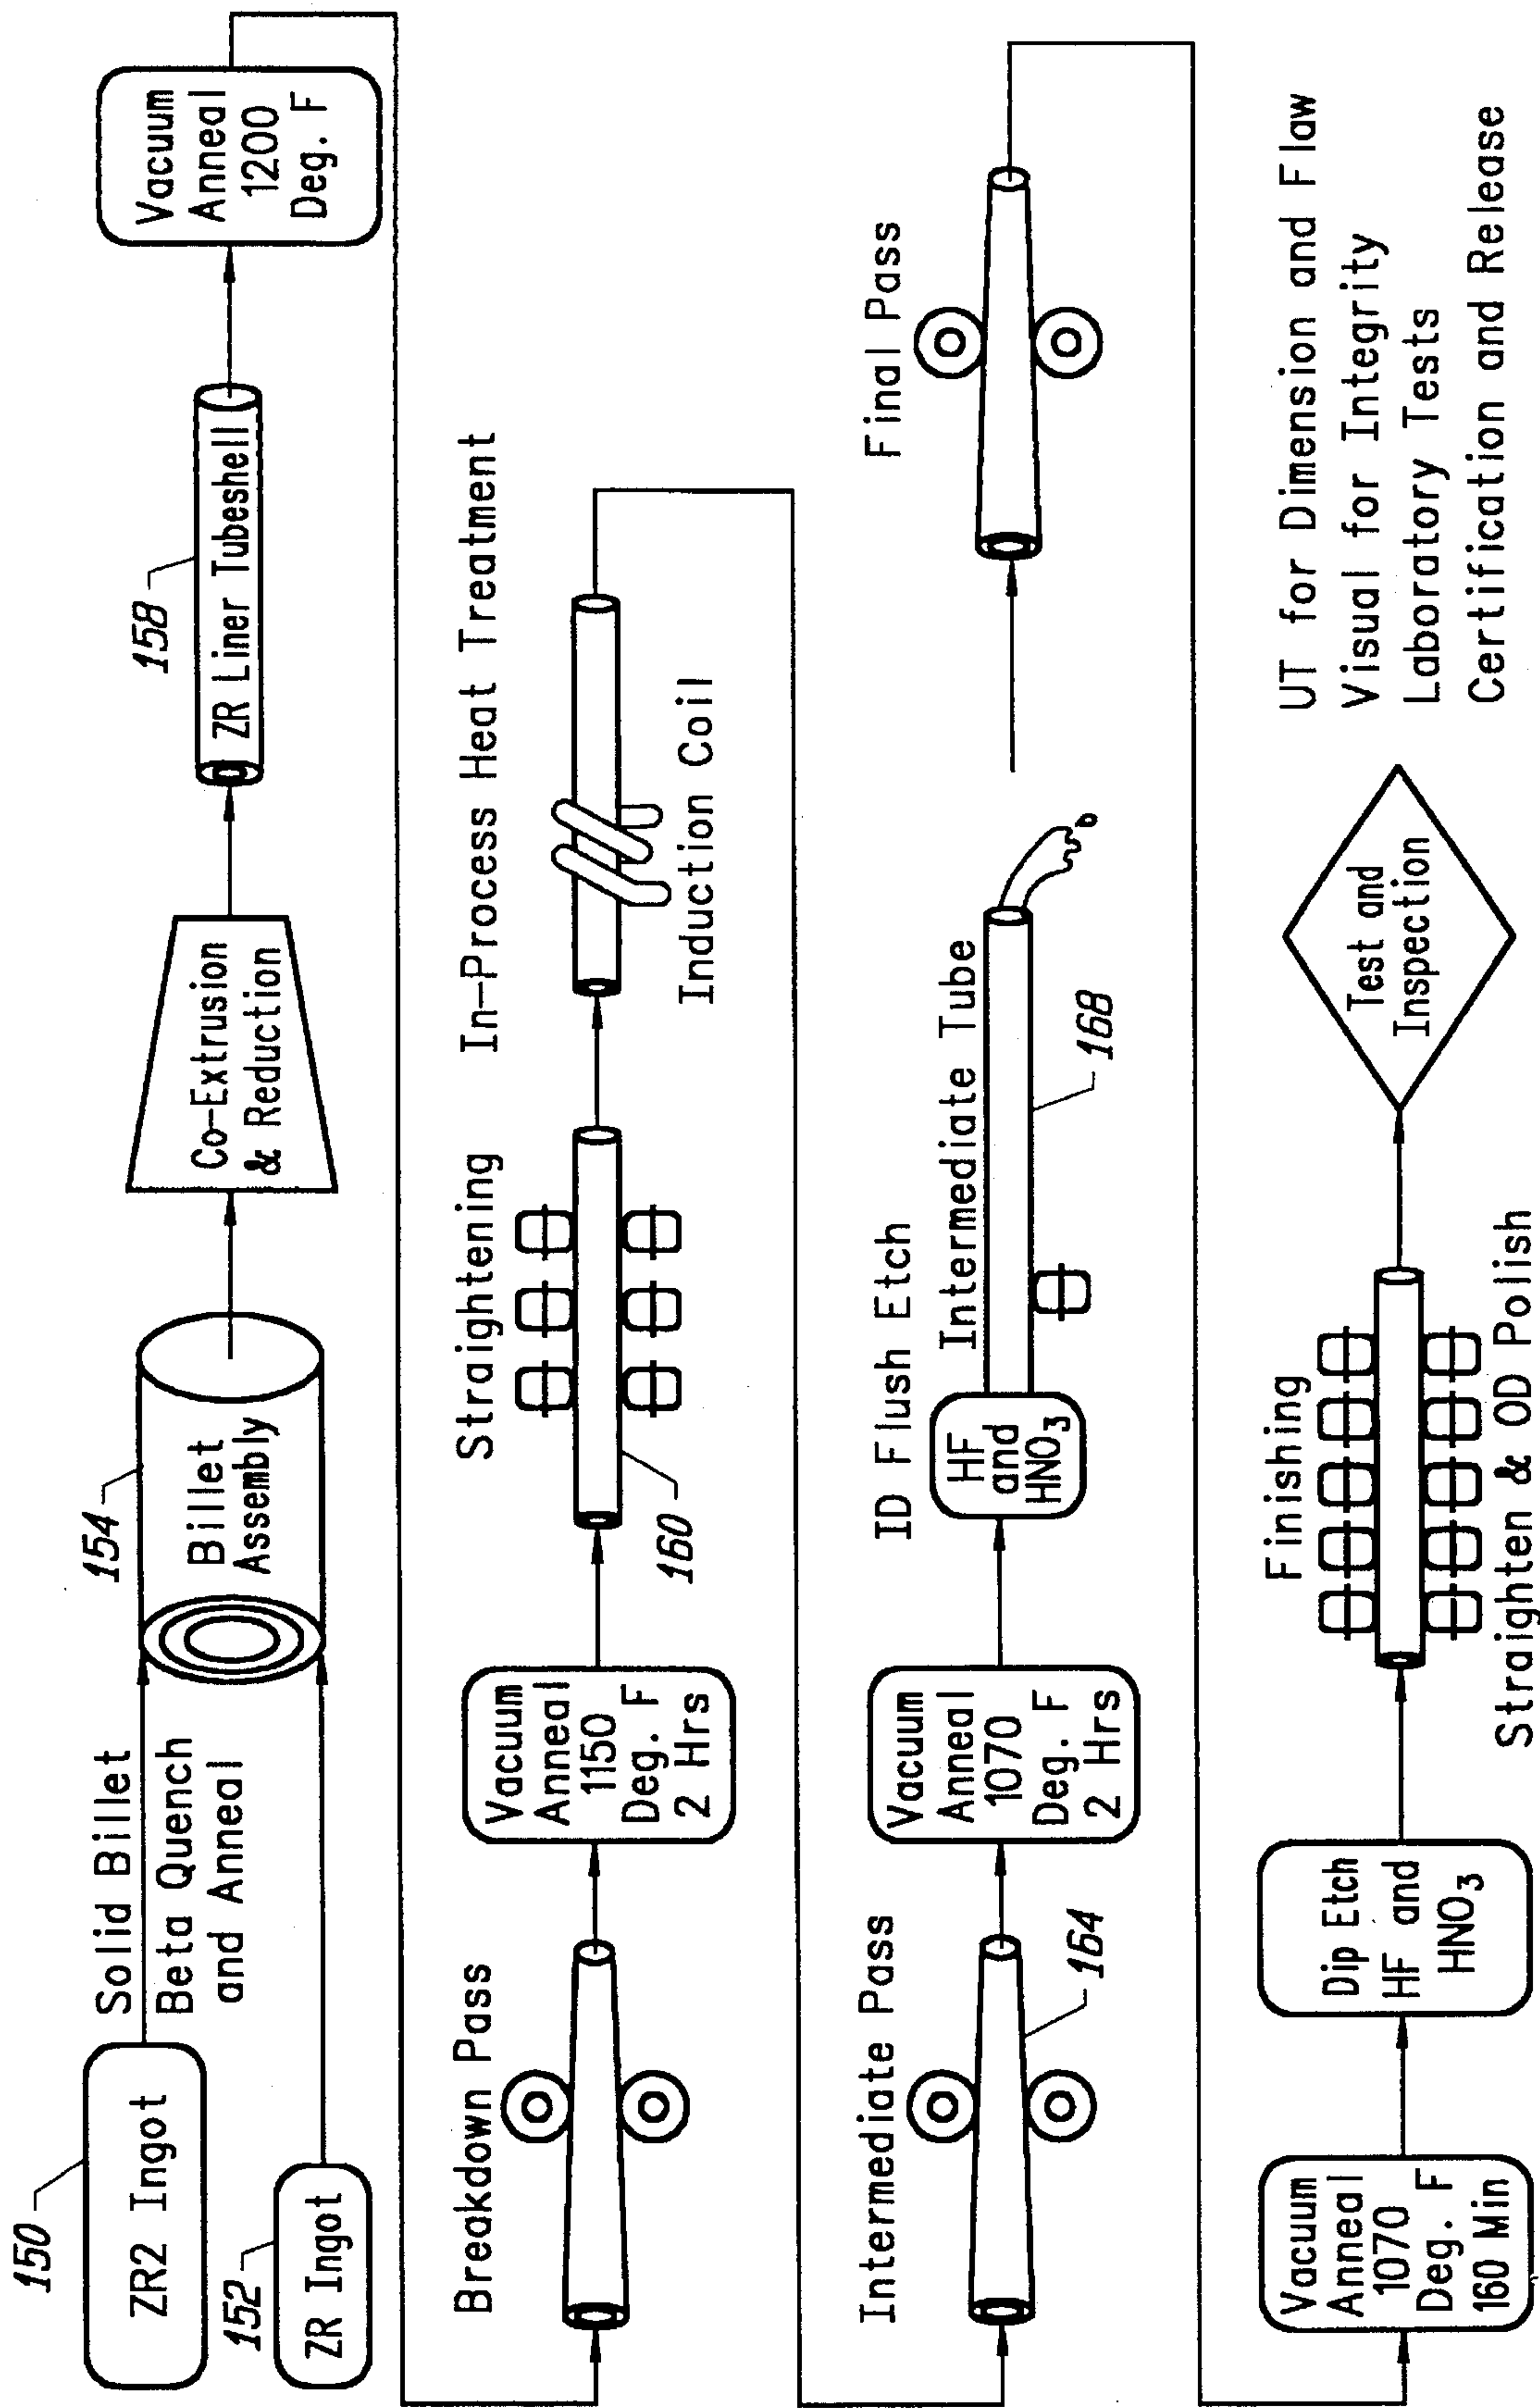 150
ZR2 Ingot
152
ZR Ingot
Solid Billet
Beta Quench
and Anneal
154
Billet
Assembly
Co-Extrusion
& Reduction
158
ZR Liner Tubeshell
Vacuum
Anneal
1200
Deg. F
Breakdown Pass
Vacuum
Anneal
1150
Deg. F
2 Hrs
Straightening
160
In-Process Heat Treatment
Induction Coil
Intermediate Pass
164
Vacuum
Anneal
1070
Deg. F
2 Hrs
ID Flush Etch
HF
and
HNO3
Intermediate Tube
168
Final Pass
Vacuum
Anneal
1070
Deg. F
160 Min
Dip Etch
HF and
HNO3
Finishing
Straighten & OD Polish
Test and
Inspection
UT for Dimension and Flaw
Visual for Integrity
Laboratory Tests
Certification and Release